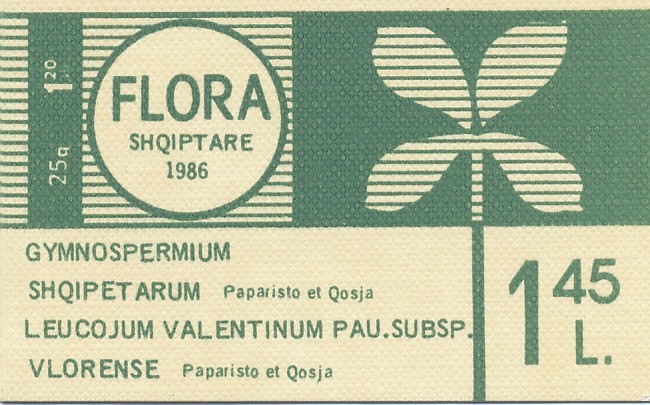 1.20
25q
FLORA
SHQIPTARE
1986
GYMNOSPERMIUM
SHQIPETARUM Paparisto et Qosja
LEUCOJUM VALENTINUM PAU.SUBSP.
VLORENSE Paparisto et Qosja
1 45
L.